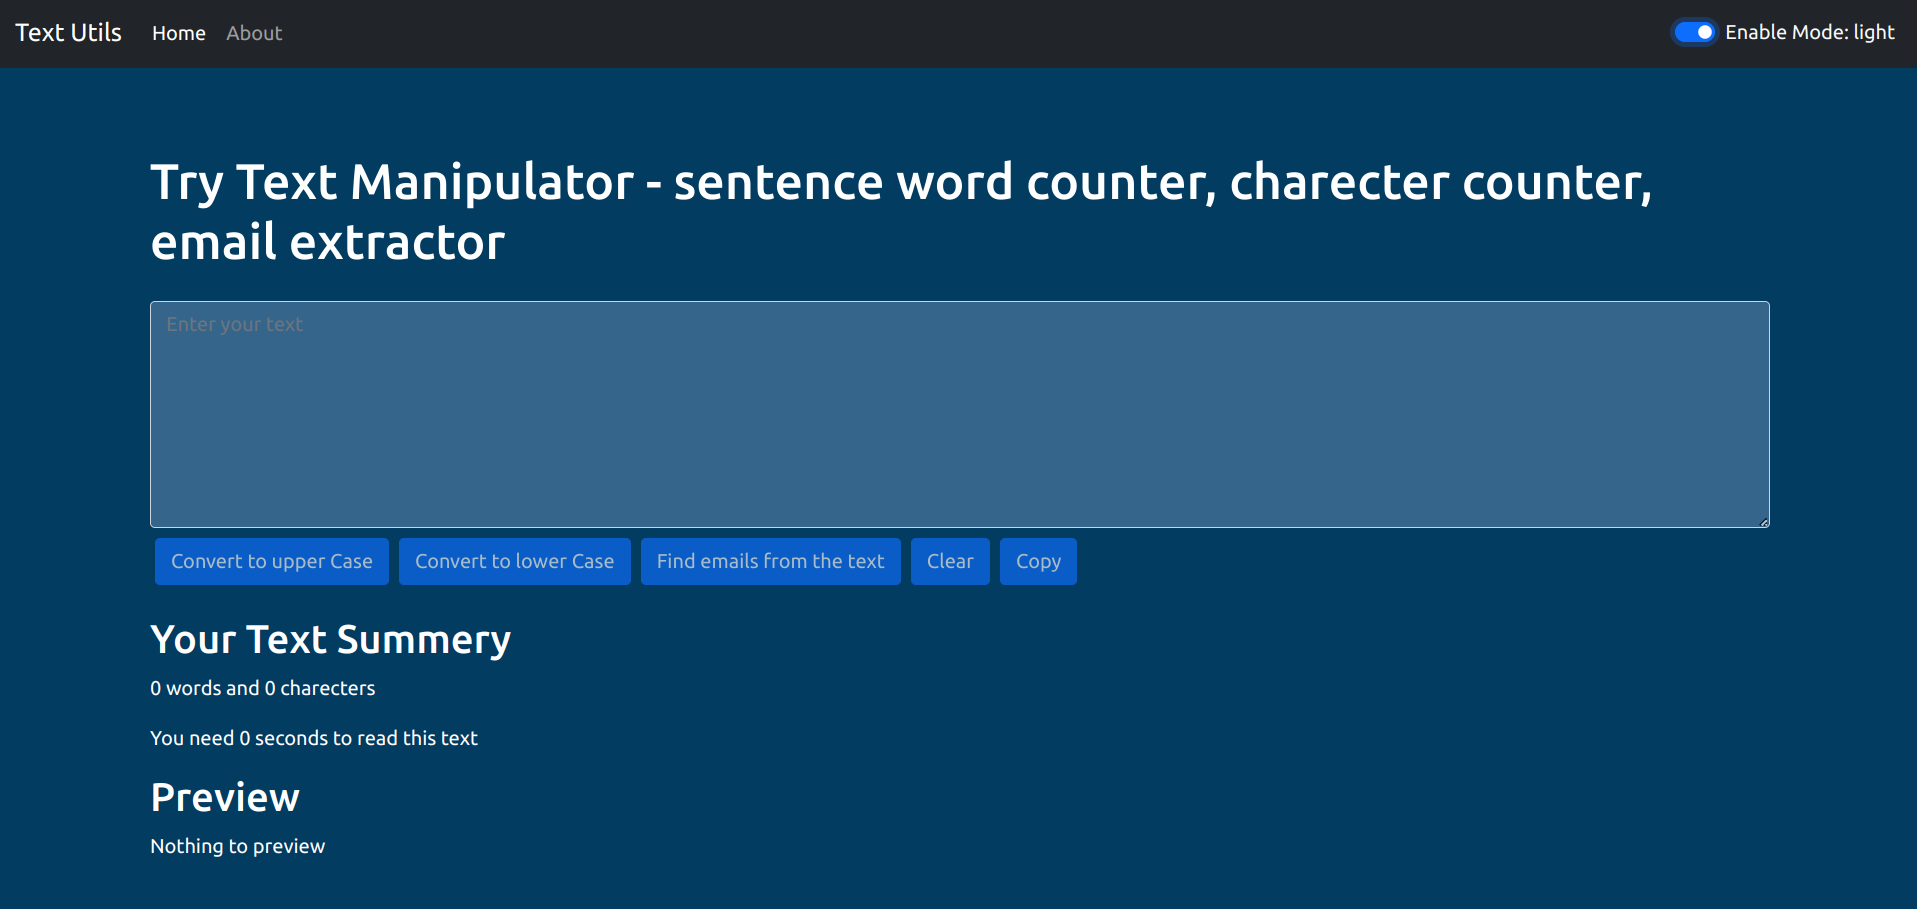 Text Utils Home About Enable Mode: light
Try Text Manipulator - sentence word counter, charecter counter,
email extractor
Enter your text
Convert to upper Case Convert to lower Case Find emails from the text Clear Copy
Your Text Summery
0 words and 0 charecters
You need 0 seconds to read this text
Preview
Nothing to preview